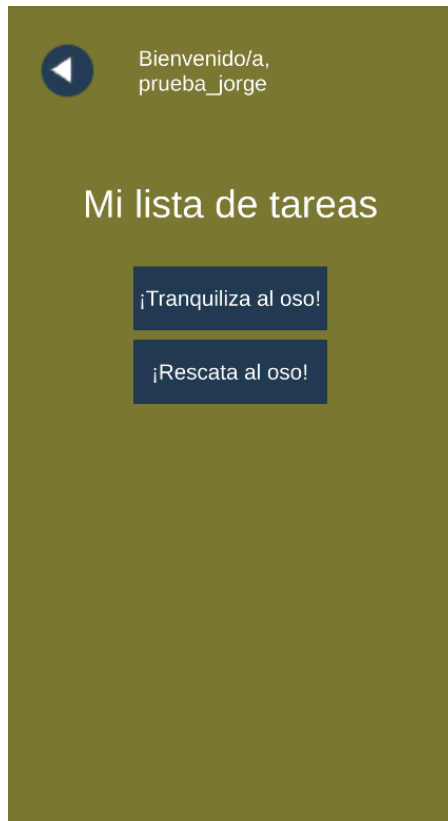 Bienvenido/a,
prueba_jorge
Mi lista de tareas
¡Tranquiliza al oso!
¡Rescata al oso!